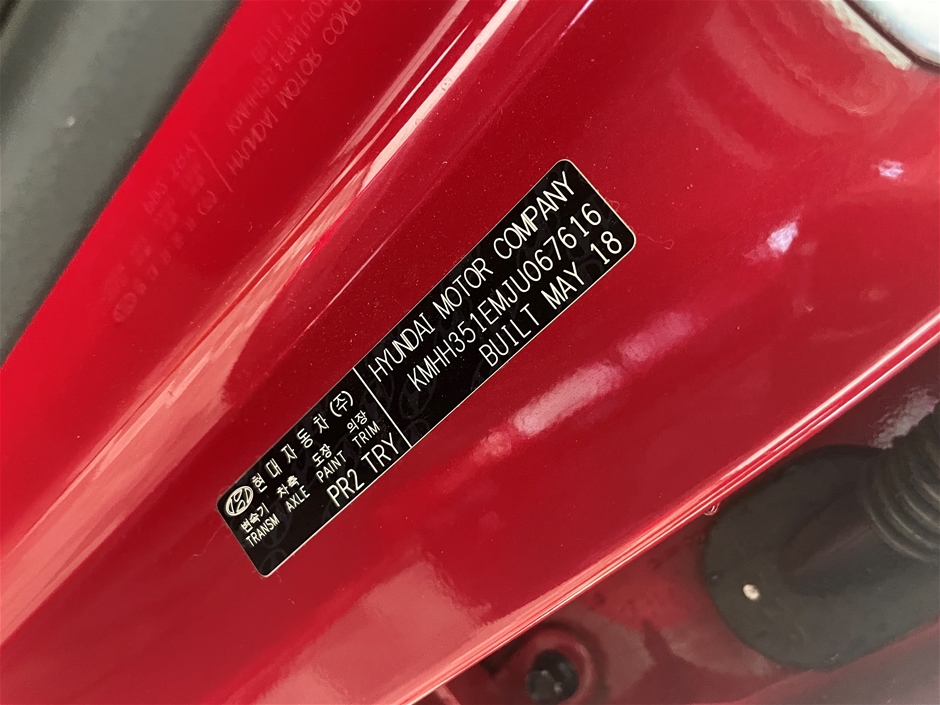 현대자동차(주)
변속기 차축 도장 의장
TRANSM AXLE PAINT TRIM
PR2 TRY
HYUNDAI MOTOR COMPANY
KMHH351EMJU067616
BUILT MAY 18